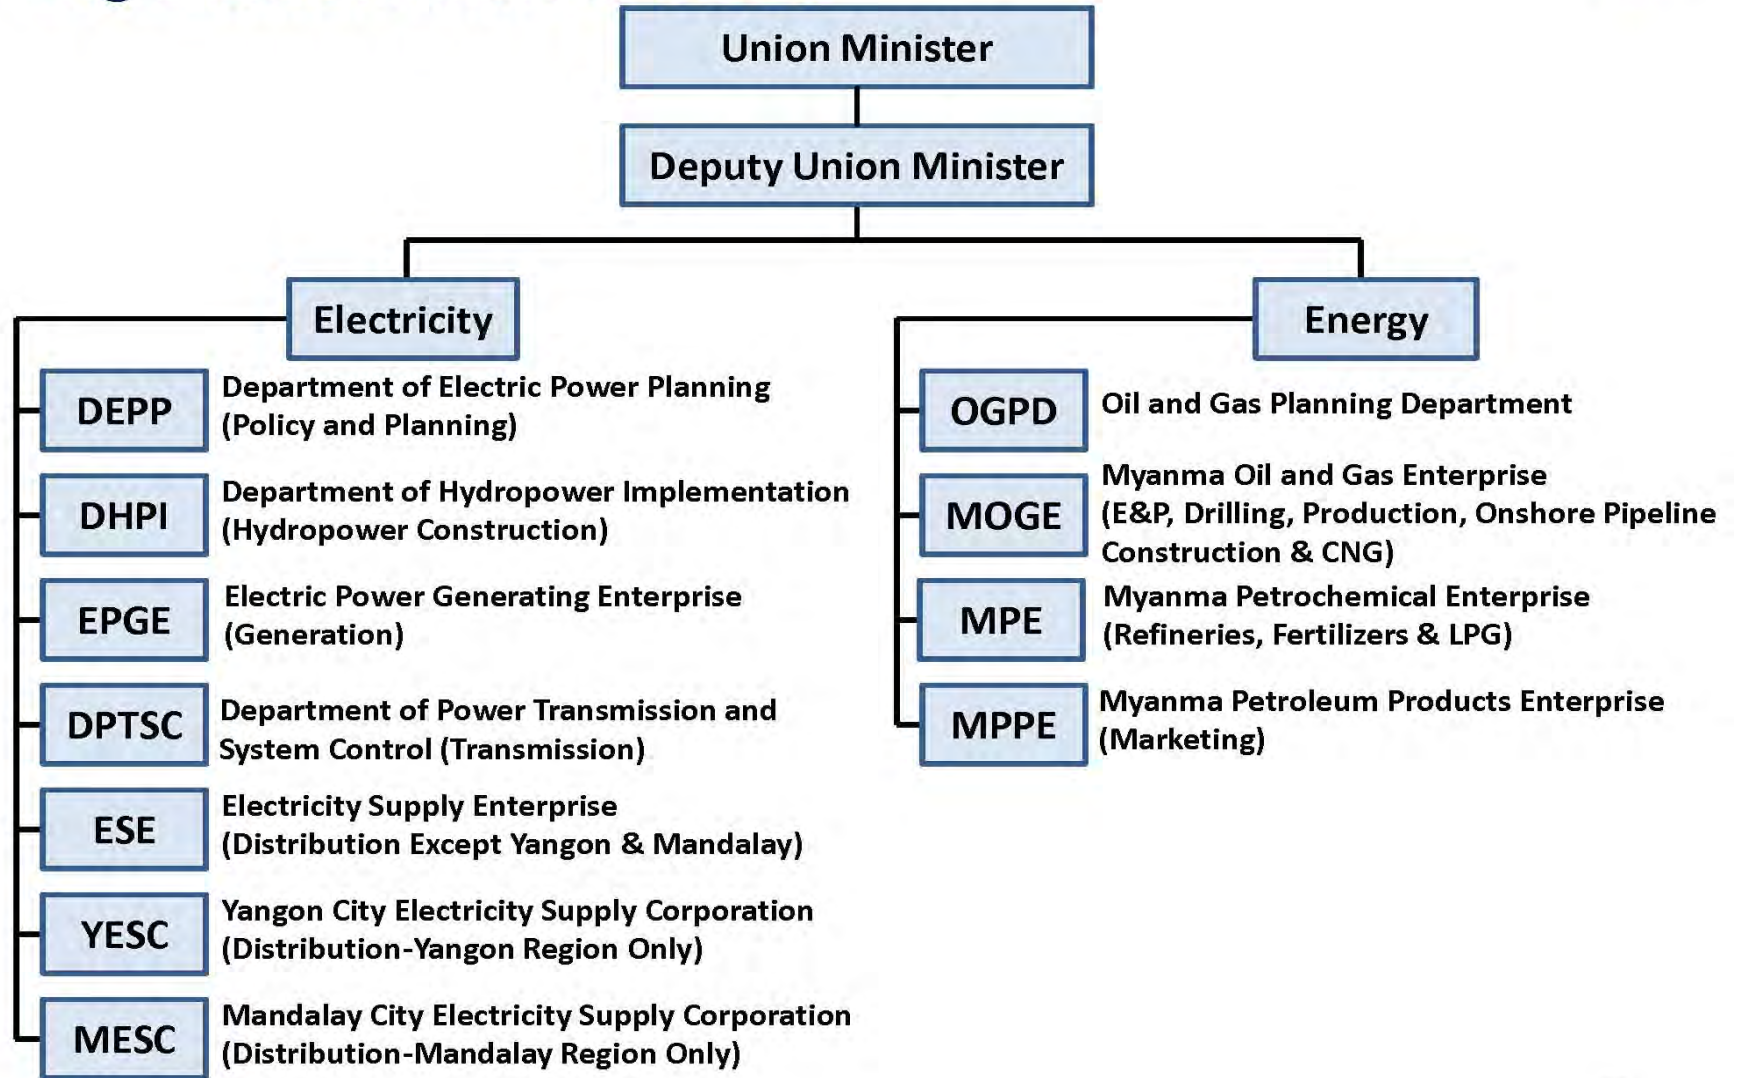 Union Minister
Deputy Union Minister
Electricity
DEPP
Department of Electric Power Planning
(Policy and Planning)
DHPI
Department of Hydropower Implementation
(Hydropower Construction)
EPGE
Electric Power Generating Enterprise
(Generation)
DPTSC
Department of Power Transmission and
System Control (Transmission)
ESE
Electricity Supply Enterprise
(Distribution Except Yangon & Mandalay)
YESC
Yangon City Electricity Supply Corporation
(Distribution-Yangon Region Only)
MESC
Mandalay City Electricity Supply Corporation
(Distribution-Mandalay Region Only)
Energy
OGPD
Oil and Gas Planning Department
MOGE
Myanma Oil and Gas Enterprise
(E&P, Drilling, Production, Onshore Pipeline
Construction & CNG)
MPE
Myanma Petrochemical Enterprise
(Refineries, Fertilizers & LPG)
MPPE
Myanma Petroleum Products Enterprise
(Marketing)